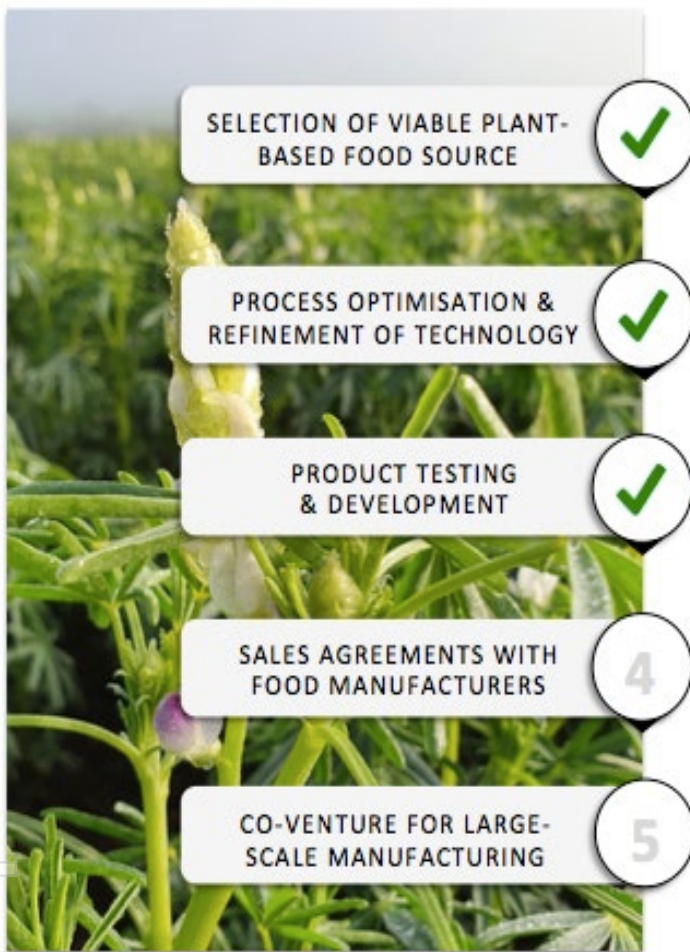 SELECTION OF VIABLE PLANT-
BASED FOOD SOURCE
PROCESS OPTIMISATION &
REFINEMENT OF TECHNOLOGY
PRODUCT TESTING
& DEVELOPMENT
SALES AGREEMENTS WITH
FOOD MANUFACTURERS
4
CO-VENTURE FOR LARGE-
SCALE MANUFACTURING
5